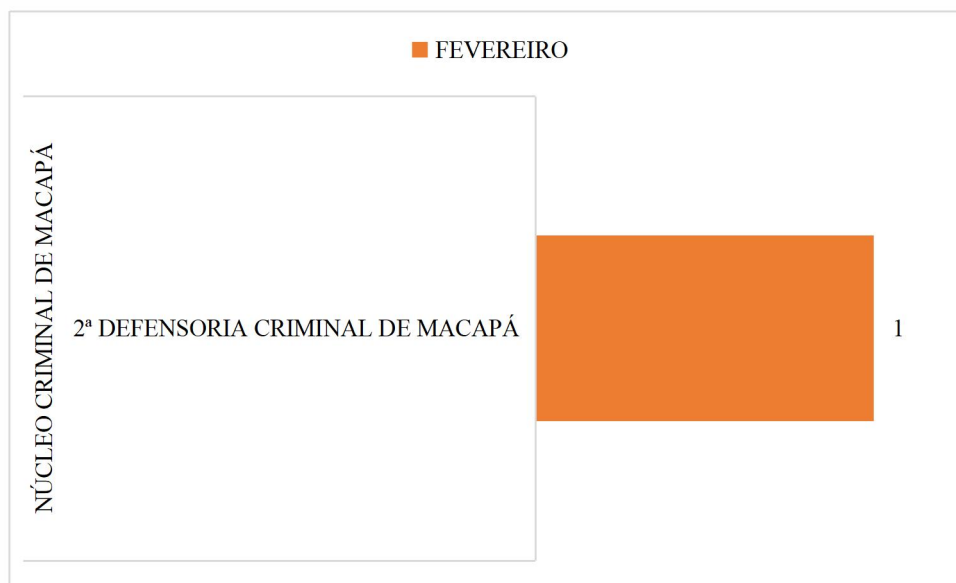 FEVEREIRO
NÚCLEO CRIMINAL DE MACAPÁ
2ª DEFENSORIA CRIMINAL DE MACAPÁ
1